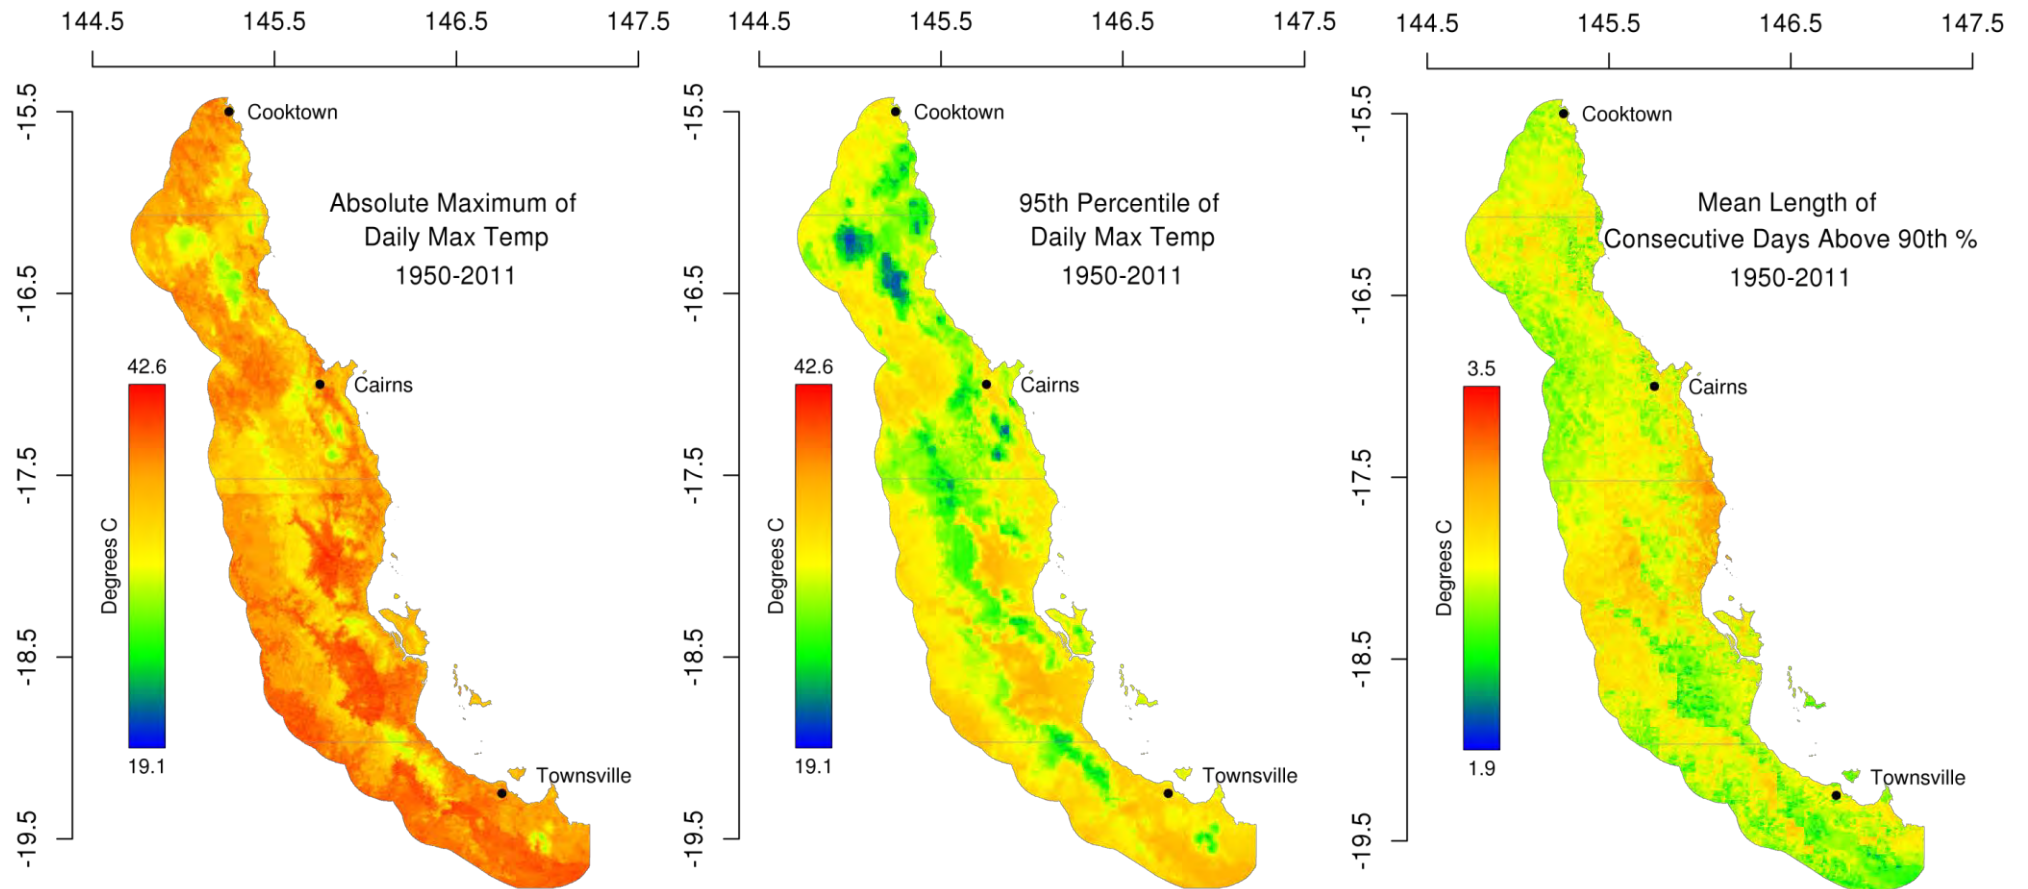 144.5 145.5 146.5 147.5
-15.5
-16.5
-17.5
-18.5
-19.5
Cooktown
Absolute Maximum of
Daily Max Temp
1950-2011
Cairns
42.6
Degrees C
19.1
Townsville
144.5 145.5 146.5 147.5
-15.5
-16.5
-17.5
-18.5
-19.5
Cooktown
95th Percentile of
Daily Max Temp
1950-2011
Cairns
42.6
Degrees C
19.1
Townsville
144.5 145.5 146.5 147.5
-15.5
-16.5
-17.5
-18.5
-19.5
Cooktown
Mean Length of
Consecutive Days Above 90th %
1950-2011
Cairns
3.5
Degrees C
1.9
Townsville